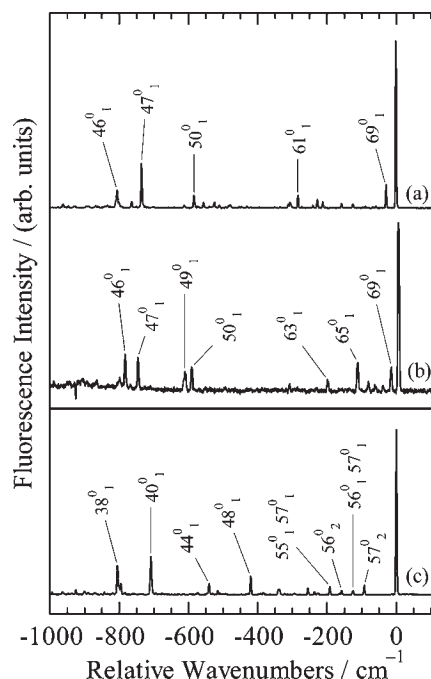 46⁰₁ 47⁰₁ 50⁰₁ 61⁰₁ 69⁰₁
(a)
46⁰₁ 47⁰₁ 49⁰₁ 50⁰₁ 63⁰₁ 65⁰₁ 69⁰₁
(b)
38⁰₁ 40⁰₁ 44⁰₁ 48⁰₁ 55⁰₁ 57⁰₁ 56⁰₂ 56⁰₁ 57⁰₁ 57⁰₂
(c)
Fluorescence Intensity / (arb. units)
-1000 -800 -600 -400 -200 0
Relative Wavenumbers / cm⁻¹